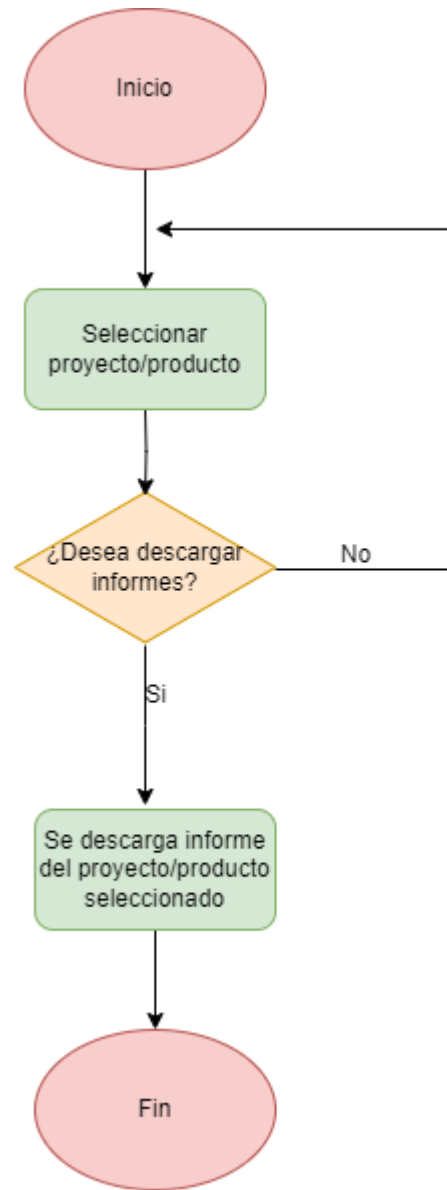 Inicio
Seleccionar
proyecto/producto
¿Desea descargar
informes?
No
Si
Se descarga informe
del proyecto/producto
seleccionado
Fin